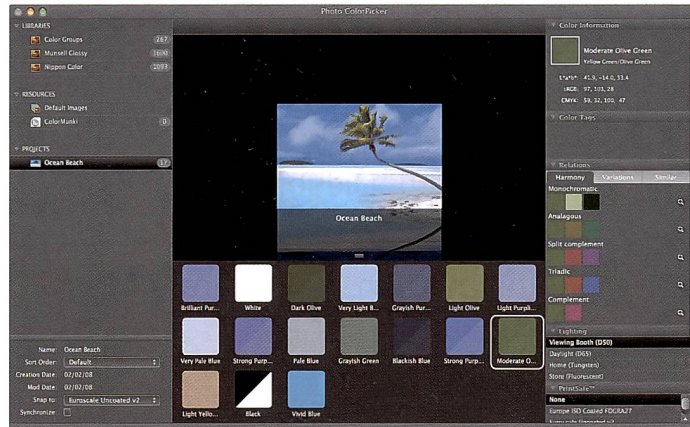 Photo ColorPicker
LIBRARIES
Color Groups 267
Munsell Glossy 1600
Nippon Color 1093
RESOURCES
Default Images
ColorMunki 0
PROJECTS
Ocean Beach 17
Name: Ocean Beach
Sort Order: Default
Creation Date: 02/02/08
Mod Date: 02/02/08
Snap to: Euroscale Uncoated v2
Synchronize
Ocean Beach
Brilliant Pur... White Dark Olive Very Light B... Grayish Pur... Light Olive Light Purpli...
Very Pale Blue Strong Purp... Pale Blue Grayish Green Blackish Blue Strong Purp... Moderate O...
Light Yello... Black Vivid Blue
Color Information
Moderate Olive Green
Yellow Green/Olive Green
L*a*b*: 41.9, -14.0, 33.4
sRGB: 97, 103, 28
CMYK: 58, 32, 100, 47
Color Tags
Relations
Harmony Variations Similar
Monochromatic
Analagous
Split complement
Triadic
Complement
Lighting
Viewing Booth (D50)
Daylight (D65)
Home (Tungsten)
Store (Fluorescent)
PrintSafe™
None
Europe ISO Coated FOGRA27